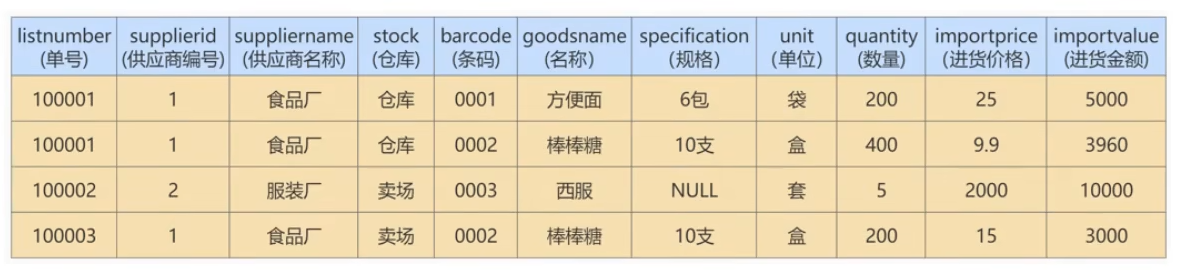 listnumber supplierid suppliername stock barcode goodsname specification unit quantity importprice importvalue
(单号) (供应商编号) (供应商名称) (仓库) (条码) (名称) (规格) (单位) (数量) (进货价格) (进货金额)
100001 1 食品厂 仓库 0001 方便面 6包 袋 200 25 5000
100001 1 食品厂 仓库 0002 棒棒糖 10支 盒 400 9.9 3960
100002 2 服装厂 卖场 0003 西服 NULL 套 5 2000 10000
100003 1 食品厂 卖场 0002 棒棒糖 10支 盒 200 15 3000